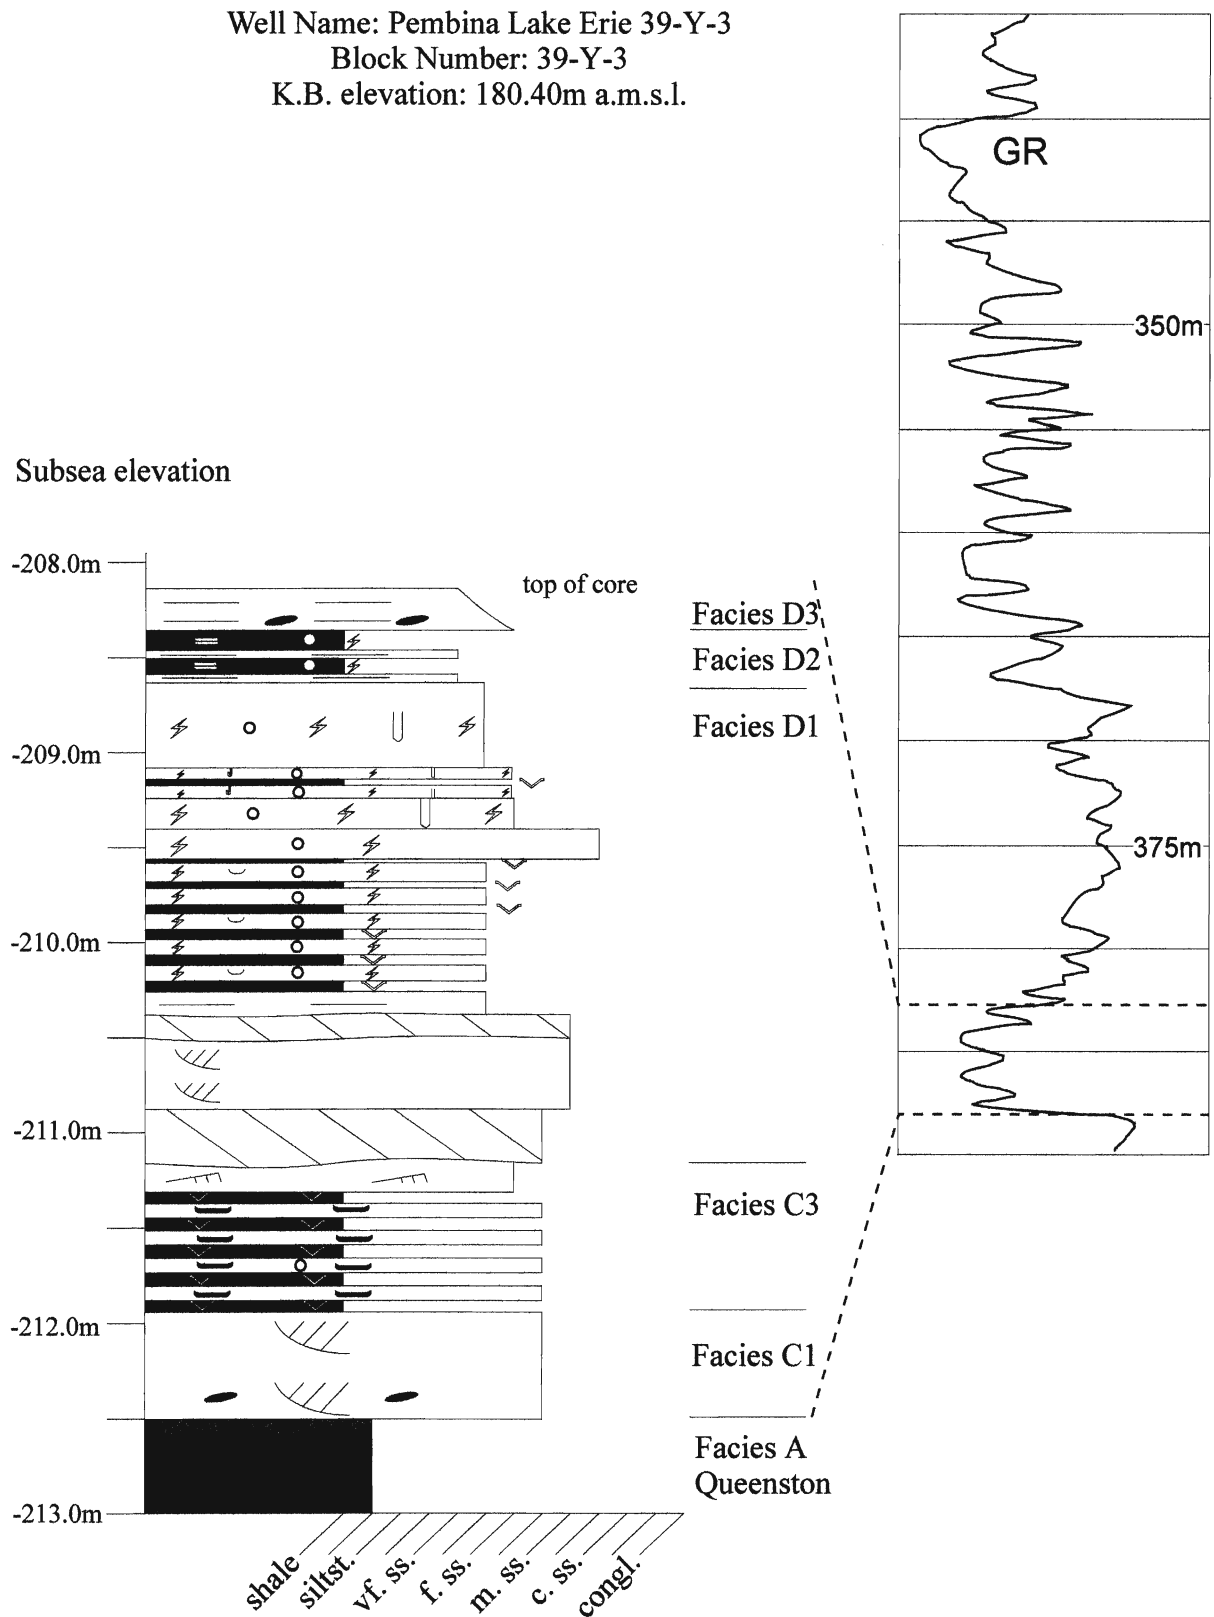 Well Name: Pembina Lake Erie 39-Y-3
Block Number: 39-Y-3
K.B. elevation: 180.40m a.m.s.l.
GR
350m
375m
Subsea elevation
-208.0m
-209.0m
-210.0m
-211.0m
-212.0m
-213.0m
top of core
Facies D3
Facies D2
Facies D1
Facies C3
Facies C1
Facies A
Queenston
shale
siltst.
vf. ss.
f. ss.
m. ss.
c. ss.
congl.